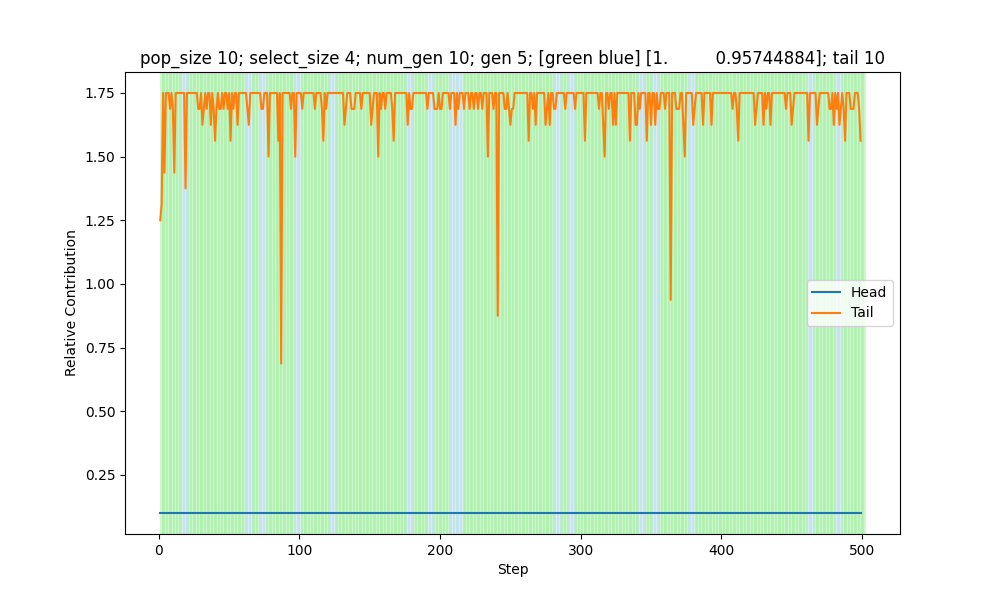 pop_size 10; select_size 4; num_gen 10; gen 5; [green blue] [1.         0.95744884]; tail 10
1.75
1.50
1.25
1.00
0.75
0.50
0.25
Relative Contribution
Head
Tail
0 100 200 300 400 500
Step